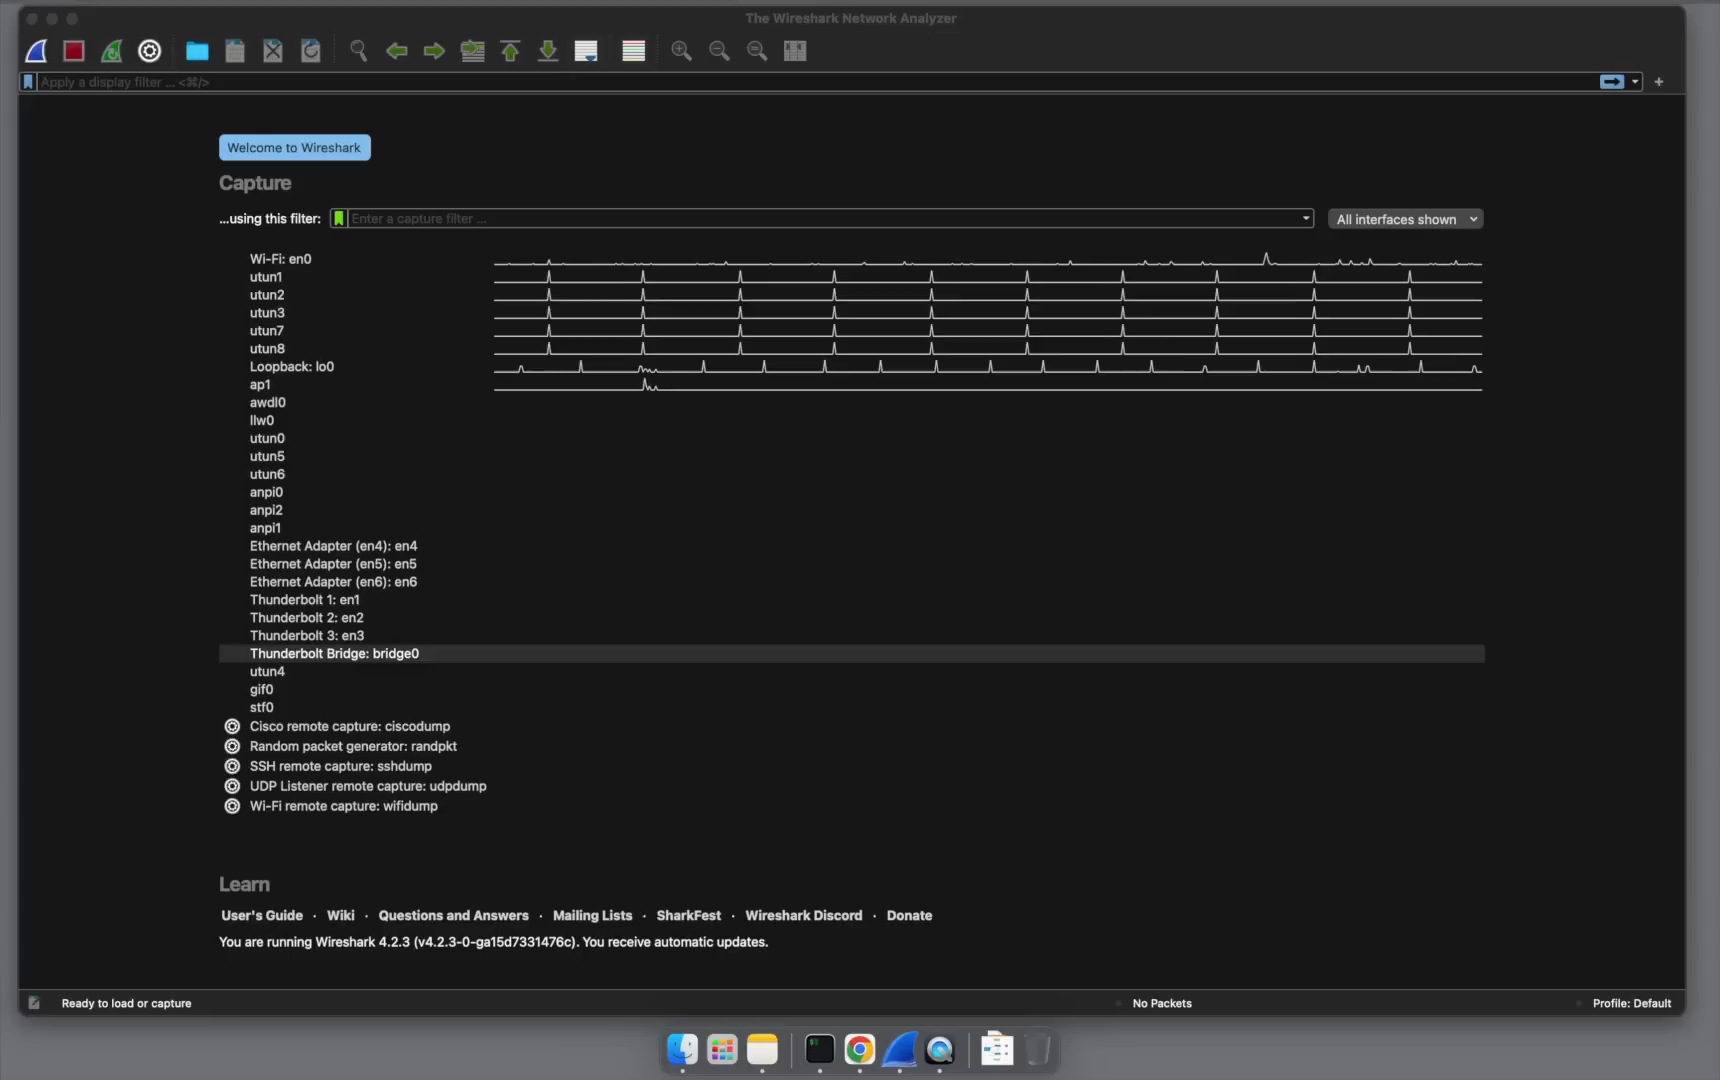 The Wireshark Network Analyzer
Apply a display filter ... <⌘/>
+
Welcome to Wireshark
Capture
...using this filter: Enter a capture filter ... All interfaces shown
Wi-Fi: en0
utun1
utun2
utun3
utun7
utun8
Loopback: lo0
ap1
awdl0
llw0
utun0
utun5
utun6
anpi0
anpi2
anpi1
Ethernet Adapter (en4): en4
Ethernet Adapter (en5): en5
Ethernet Adapter (en6): en6
Thunderbolt 1: en1
Thunderbolt 2: en2
Thunderbolt 3: en3
Thunderbolt Bridge: bridge0
utun4
gif0
stf0
Cisco remote capture: ciscodump
Random packet generator: randpkt
SSH remote capture: sshdump
UDP Listener remote capture: udpdump
Wi-Fi remote capture: wifidump
Learn
User's Guide · Wiki · Questions and Answers · Mailing Lists · SharkFest · Wireshark Discord · Donate
You are running Wireshark 4.2.3 (v4.2.3-0-ga15d7331476c). You receive automatic updates.
Ready to load or capture No Packets Profile: Default